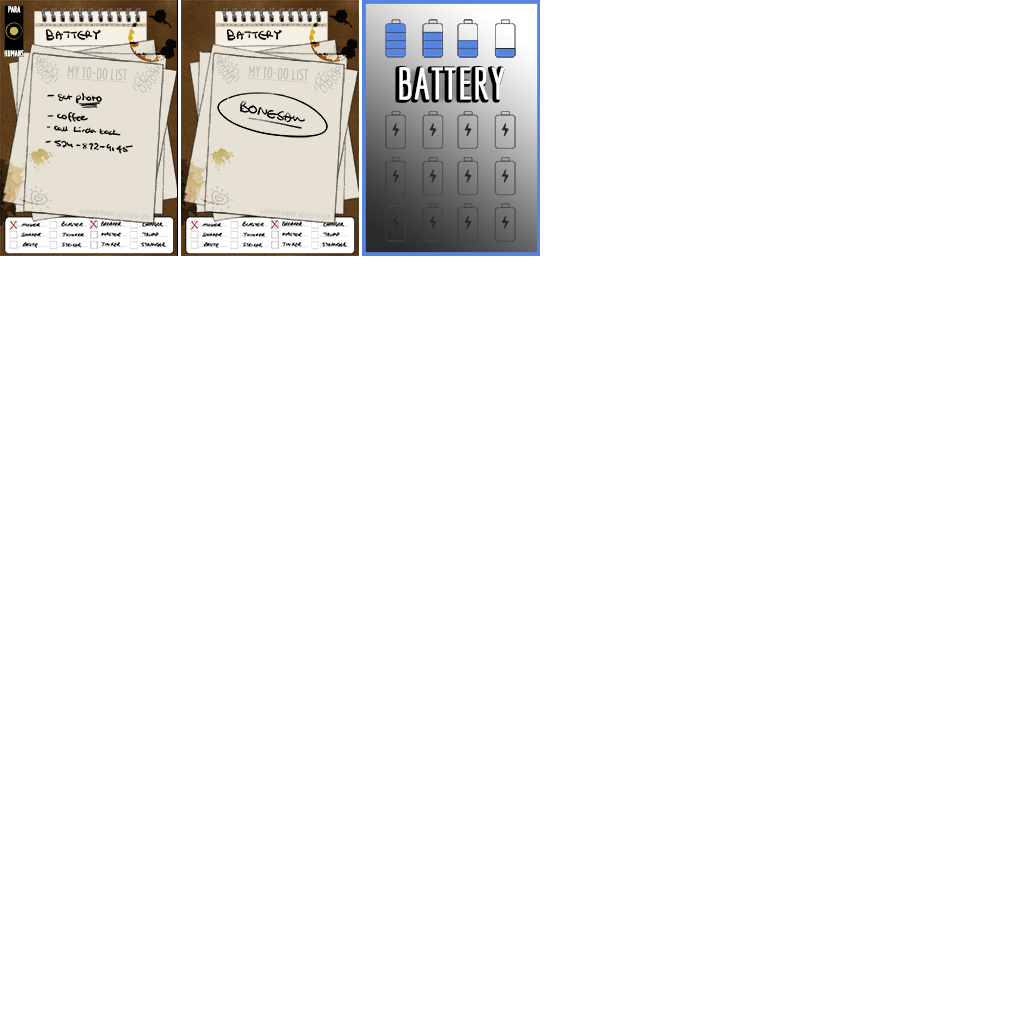 PARA
HUMANS
BATTERY
MY TO-DO LIST
- get photo
- coffee
- call Linda back
- 524-872-9145
MOVER BLASTER BREAKER CHANGER
SHAKER THINKER MASTER TRUMP
BRUTE STRIKER TINKER STRANGER
BATTERY
MY TO-DO LIST
BONESAW
MOVER BLASTER BREAKER CHANGER
SHAKER THINKER MASTER TRUMP
BRUTE STRIKER TINKER STRANGER
BATTERY